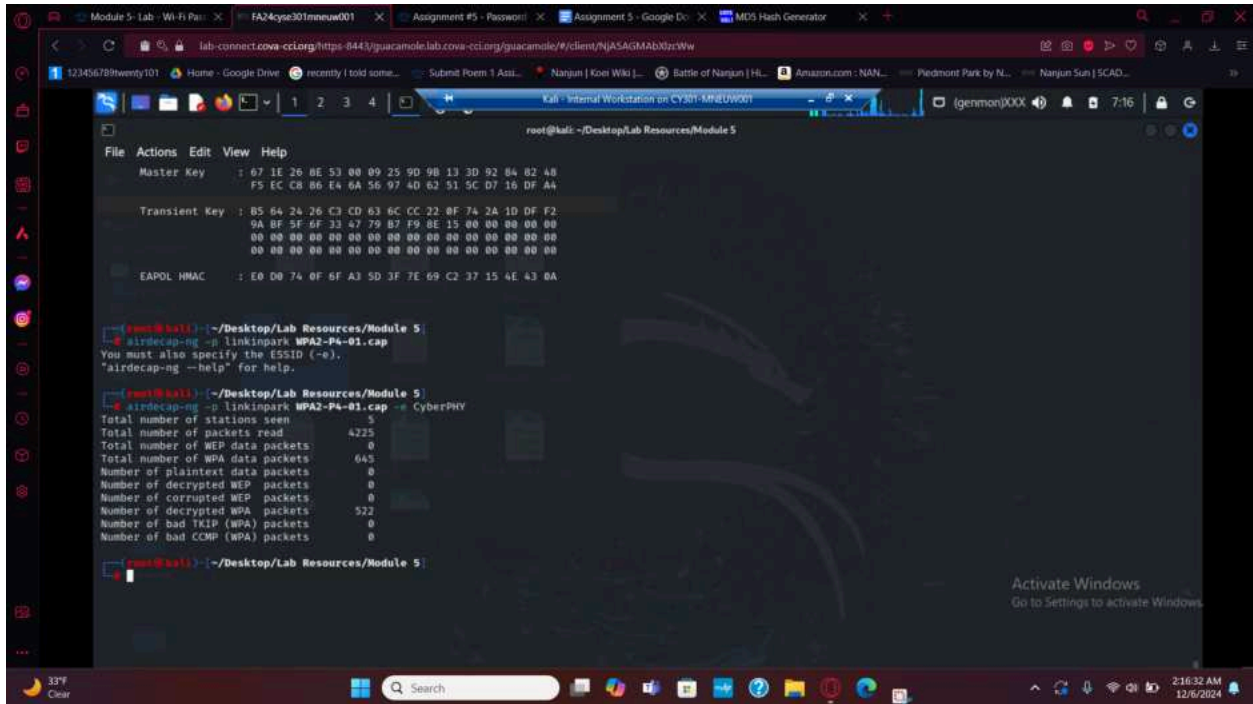 Module 5- Lab - Wi-Fi Pas
FA24cyse301mneuw001
Assignment #5 - Password
Assignment 5 - Google Do
MD5 Hash Generator
lab-connect.cova-cci.org/https-8443/guacamole.lab.cova-cci.org/guacamole/#/client/
123456789twenty101
Home - Google Drive
recently I told some...
Submit Poem 1 Assi...
Nanjun | Koei Wiki |...
Battle of Nanjun | Hi...
Amazon.com : NAN...
Piedmont Park by N...
Nanjun Sun | SCAD...
1 2 3 4
Kali - Internal Workstation on CY301-MNEUW001
(genmon)XXX
7:16
root@kali: ~/Desktop/Lab Resources/Module 5
File Actions Edit View Help
Master Key : 67 1E 26 8E 53 00 09 25 9D 9B 13 3D 92 84 82 48
F5 EC C8 86 E4 6A 56 97 4D 62 51 5C D7 16 DF A4
Transient Key : B5 64 24 26 C3 CD 63 6C CC 22 0F 74 2A 1D DF F2
9A BF 5F 6F 33 47 79 B7 F9 8E 15 00 00 00 00 00
00 00 00 00 00 00 00 00 00 00 00 00 00 00 00 00
00 00 00 00 00 00 00 00 00 00 00 00 00 00 00 00
EAPOL HMAC : E0 D0 74 0F 6F A3 5D 3F 7E 69 C2 37 15 4E 43 0A
(root㉿kali)-[~/Desktop/Lab Resources/Module 5]
# airdecap-ng -p linkinpark WPA2-P4-01.cap
You must also specify the ESSID (-e).
"airdecap-ng --help" for help.
(root㉿kali)-[~/Desktop/Lab Resources/Module 5]
# airdecap-ng -p linkinpark WPA2-P4-01.cap -e CyberPHY
Total number of stations seen 5
Total number of packets read 4225
Total number of WEP data packets 0
Total number of WPA data packets 645
Number of plaintext data packets 0
Number of decrypted WEP packets 0
Number of corrupted WEP packets 0
Number of decrypted WPA packets 522
Number of bad TKIP (WPA) packets 0
Number of bad CCMP (WPA) packets 0
(root㉿kali)-[~/Desktop/Lab Resources/Module 5]
#
Activate Windows
Go to Settings to activate Windows.
33°F
Clear
Search
2:16:32 AM
12/6/2024